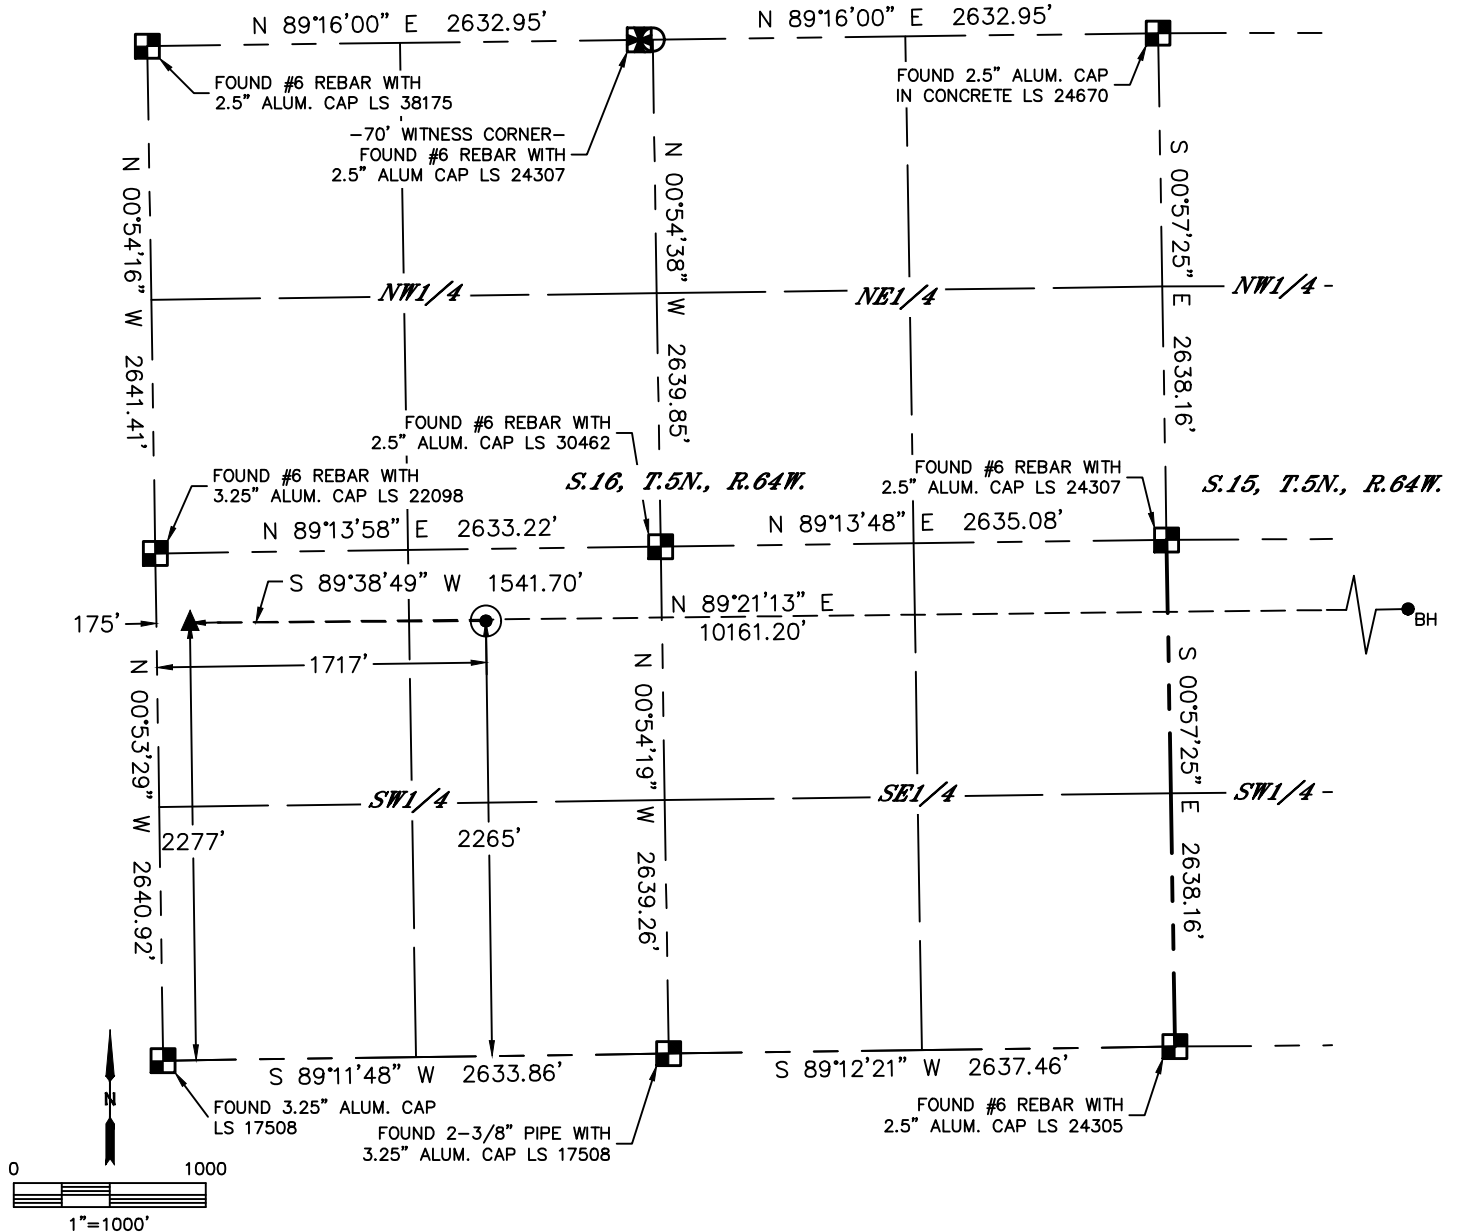 N 89°16'00" E 2632.95'
N 89°16'00" E 2632.95'
FOUND #6 REBAR WITH
2.5" ALUM. CAP LS 38175
FOUND 2.5" ALUM. CAP
IN CONCRETE LS 24670
-70' WITNESS CORNER-
FOUND #6 REBAR WITH
2.5" ALUM CAP LS 24307
N 00°54'16" W 2641.41'
N 00°54'38" W 2639.85'
S 00°57'25" E 2638.16'
NW1/4
NE1/4
NW1/4
FOUND #6 REBAR WITH
2.5" ALUM. CAP LS 30462
FOUND #6 REBAR WITH
3.25" ALUM. CAP LS 22098
S.16, T.5N., R.64W.
FOUND #6 REBAR WITH
2.5" ALUM. CAP LS 24307
S.15, T.5N., R.64W.
N 89°13'58" E 2633.22'
N 89°13'48" E 2635.08'
S 89°38'49" W 1541.70'
N 89°21'13" E
10161.20'
175'
BH
1717'
N 00°53'29" W 2640.92'
N 00°54'19" W 2639.26'
S 00°57'25" E 2638.16'
SW1/4
SE1/4
SW1/4
2277'
2265'
S 89°11'48" W 2633.86'
S 89°12'21" W 2637.46'
FOUND 3.25" ALUM. CAP
LS 17508
FOUND 2-3/8" PIPE WITH
3.25" ALUM. CAP LS 17508
FOUND #6 REBAR WITH
2.5" ALUM. CAP LS 24305
N
0 1000
1"=1000'